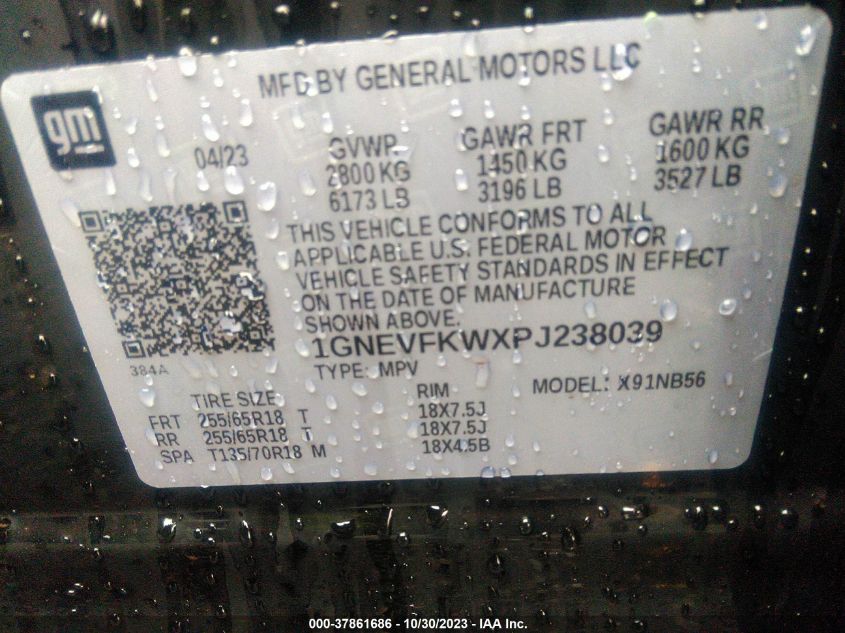 MFD BY GENERAL MOTORS LLC
gm
04/23
GVWR GAWR FRT GAWR RR
2800 KG 1450 KG 1600 KG
6173 LB 3196 LB 3527 LB
THIS VEHICLE CONFORMS TO ALL
APPLICABLE U.S. FEDERAL MOTOR
VEHICLE SAFETY STANDARDS IN EFFECT
ON THE DATE OF MANUFACTURE
SHOWN ABOVE.
1GNEVFKWXPJ238039
384A
TYPE: MPV MODEL: X91NB56
TIRE SIZE RIM
FRT 255/65R18 T 18X7.5J
RR 255/65R18 T 18X7.5J
SPA T135/70R18 M 18X4.5B
000-37861686 - 10/30/2023 - IAA Inc.